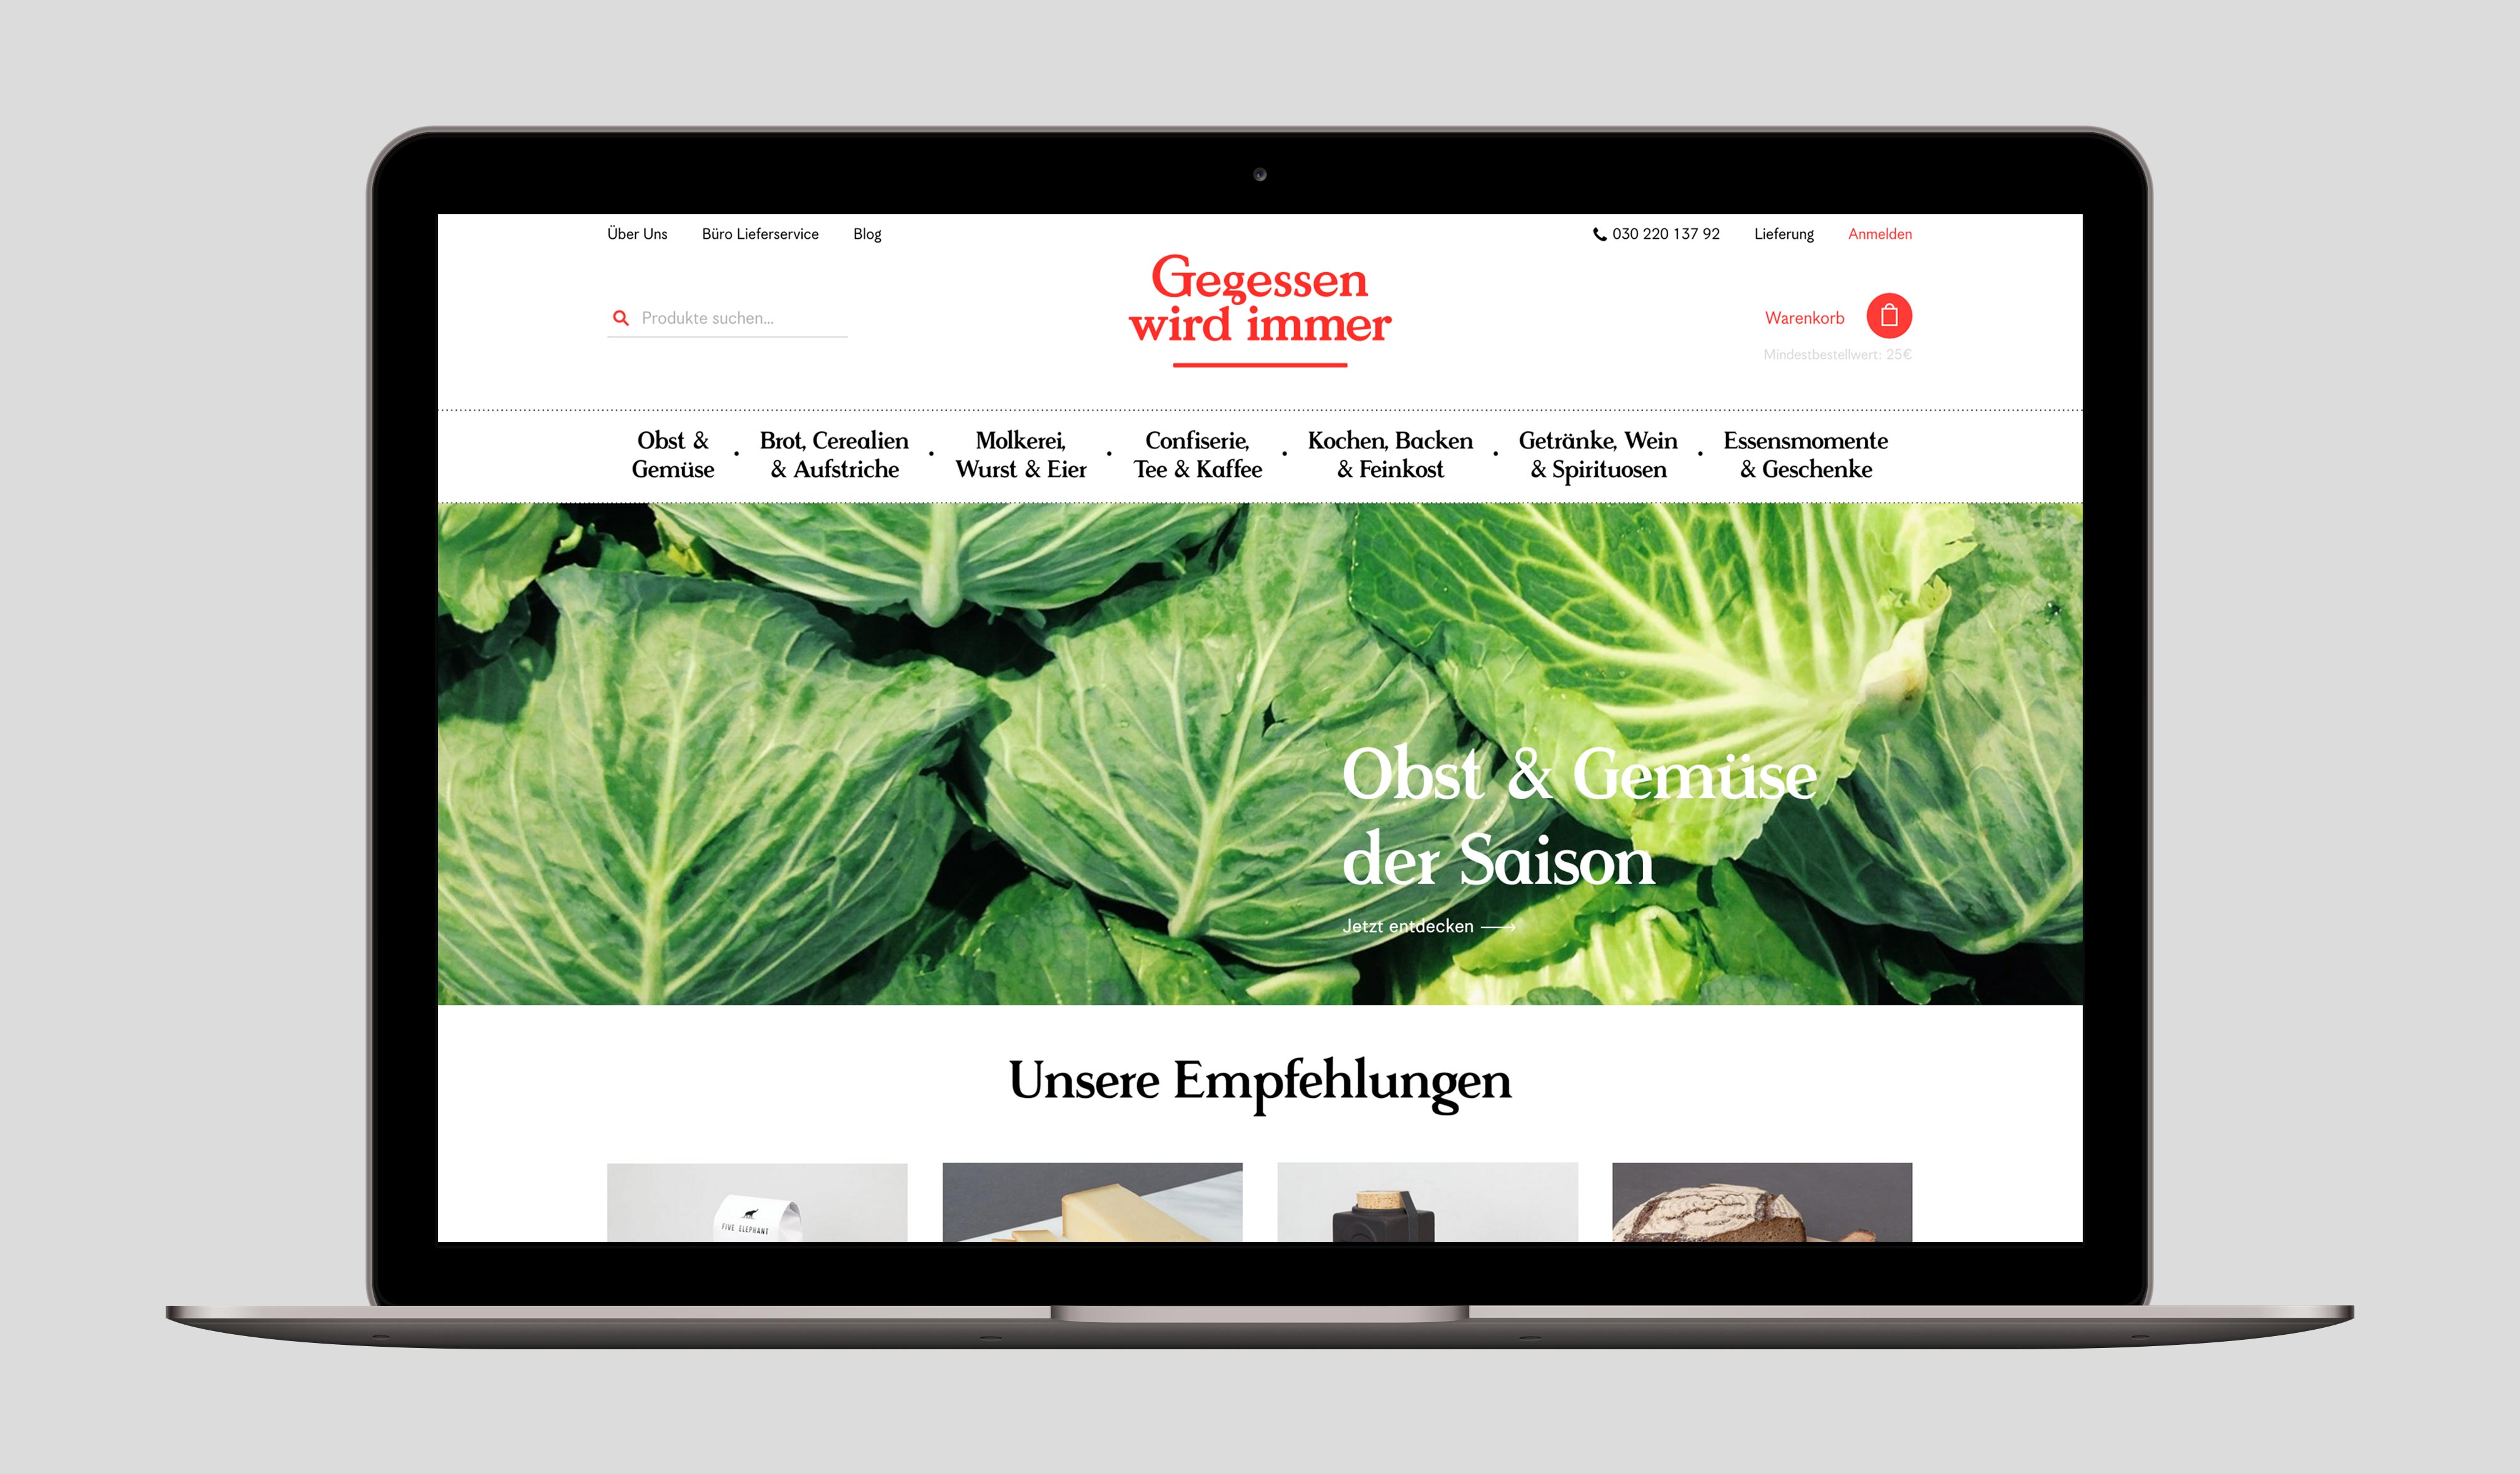 Über Uns
Büro Lieferservice
Blog
030 220 137 92
Lieferung
Anmelden
Produkte suchen...
Gegessen
wird immer
Warenkorb
Mindestbestellwert: 25€
Obst &
Gemüse
Brot, Cerealien
& Aufstriche
Molkerei,
Wurst & Eier
Confiserie,
Tee & Kaffee
Kochen, Backen
& Feinkost
Getränke, Wein
& Spirituosen
Essensmomente
& Geschenke
Obst & Gemüse
der Saison
Jetzt entdecken
Unsere Empfehlungen
FIVE ELEPHANT